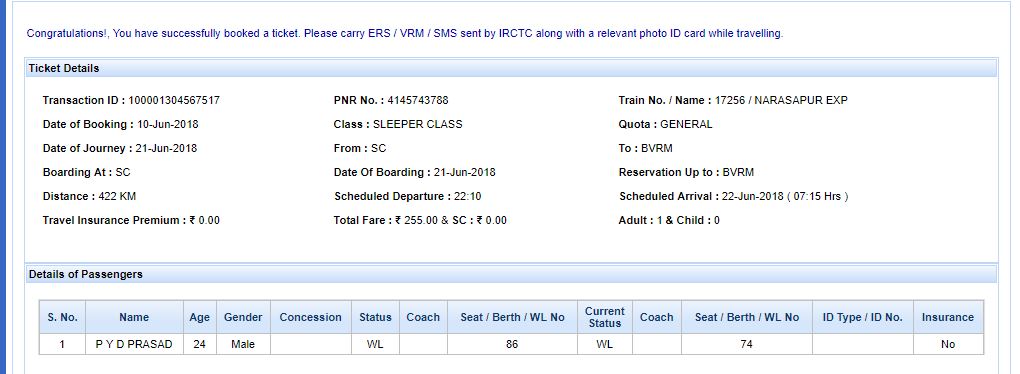 Congratulations!, You have successfully booked a ticket. Please carry ERS / VRM / SMS sent by IRCTC along with a relevant photo ID card while travelling.
Ticket Details
Transaction ID : 100001304567517 PNR No. : 4145743788 Train No. / Name : 17256 / NARASAPUR EXP
Date of Booking : 10-Jun-2018 Class : SLEEPER CLASS Quota : GENERAL
Date of Journey : 21-Jun-2018 From : SC To : BVRM
Boarding At : SC Date Of Boarding : 21-Jun-2018 Reservation Up to : BVRM
Distance : 422 KM Scheduled Departure : 22:10 Scheduled Arrival : 22-Jun-2018 ( 07:15 Hrs )
Travel Insurance Premium : ₹ 0.00 Total Fare : ₹ 255.00 & SC : ₹ 0.00 Adult : 1 & Child : 0
Details of Passengers
S. No. Name Age Gender Concession Status Coach Seat / Berth / WL No Current Status Coach Seat / Berth / WL No ID Type / ID No. Insurance
1 P Y D PRASAD 24 Male WL 86 WL 74 No